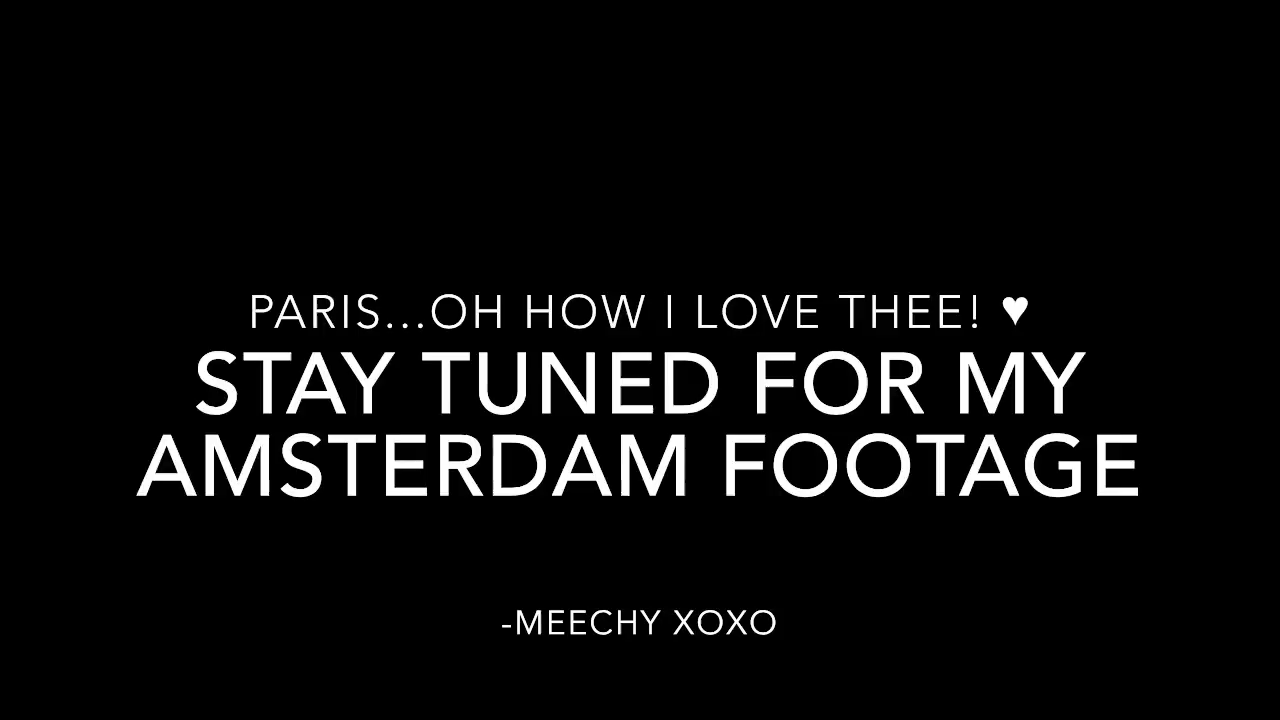 PARIS...OH HOW I LOVE THEE! ♥
STAY TUNED FOR MY
AMSTERDAM FOOTAGE
-MEECHY XOXO